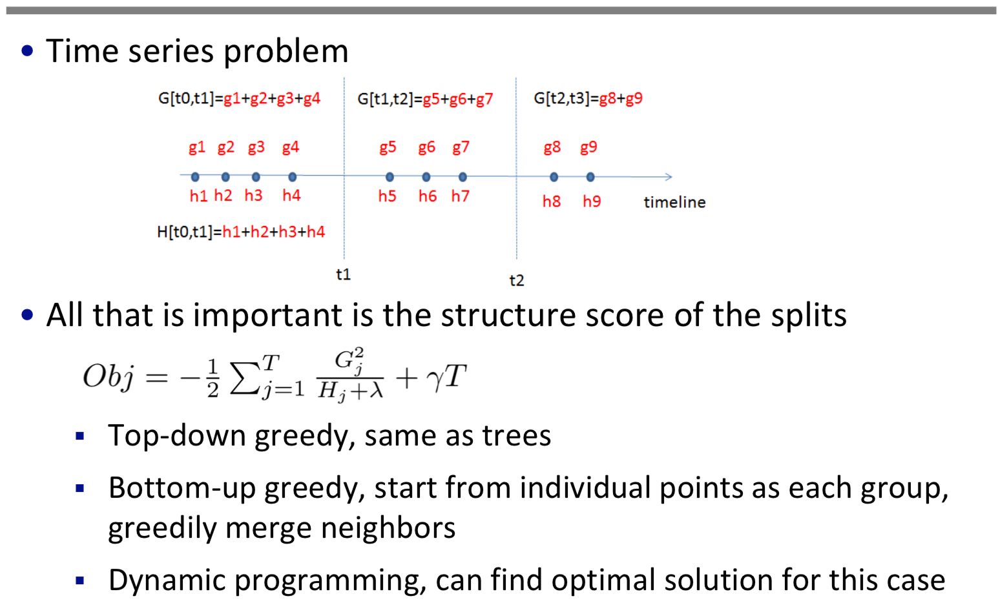 • Time series problem
G[t0,t1]=g1+g2+g3+g4 G[t1,t2]=g5+g6+g7 G[t2,t3]=g8+g9
g1 g2 g3 g4 g5 g6 g7 g8 g9
h1 h2 h3 h4 h5 h6 h7 h8 h9 timeline
H[t0,t1]=h1+h2+h3+h4
t1 t2
• All that is important is the structure score of the splits
Obj = −\frac{1}{2} \sum_{j=1}^{T} \frac{G_j^2}{H_j+λ} + γT
▪ Top-down greedy, same as trees
▪ Bottom-up greedy, start from individual points as each group,
greedily merge neighbors
▪ Dynamic programming, can find optimal solution for this case